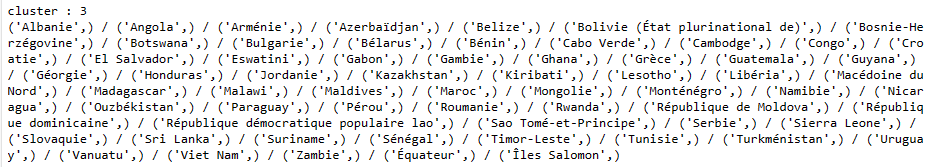 cluster : 3
('Albanie',) / ('Angola',) / ('Arménie',) / ('Azerbaïdjan',) / ('Belize',) / ('Bolivie (État plurinational de)',) / ('Bosnie-He
rzégovine',) / ('Botswana',) / ('Bulgarie',) / ('Bélarus',) / ('Bénin',) / ('Cabo Verde',) / ('Cambodge',) / ('Congo',) / ('Cro
atie',) / ('El Salvador',) / ('Eswatini',) / ('Gabon',) / ('Gambie',) / ('Ghana',) / ('Grèce',) / ('Guatemala',) / ('Guyana',)
/ ('Géorgie',) / ('Honduras',) / ('Jordanie',) / ('Kazakhstan',) / ('Kiribati',) / ('Lesotho',) / ('Libéria',) / ('Macédoine du
Nord',) / ('Madagascar',) / ('Malawi',) / ('Maldives',) / ('Maroc',) / ('Mongolie',) / ('Monténégro',) / ('Namibie',) / ('Nicar
agua',) / ('Ouzbékistan',) / ('Paraguay',) / ('Pérou',) / ('Roumanie',) / ('Rwanda',) / ('République de Moldova',) / ('Républiq
ue dominicaine',) / ('République démocratique populaire lao',) / ('Sao Tomé-et-Principe',) / ('Serbie',) / ('Sierra Leone',) /
('Slovaquie',) / ('Sri Lanka',) / ('Suriname',) / ('Sénégal',) / ('Timor-Leste',) / ('Tunisie',) / ('Turkménistan',) / ('Urugua
y',) / ('Vanuatu',) / ('Viet Nam',) / ('Zambie',) / ('Équateur',) / ('Îles Salomon',)